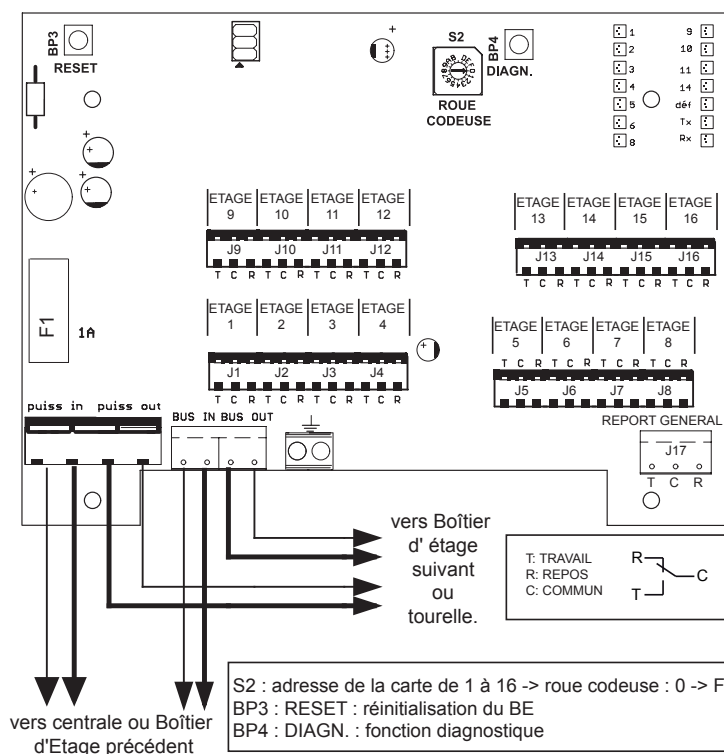 BP3
RESET
S2
789AB
CDEF0123456
ROUE
CODEUSE
BP4
DIAGN.
1 9
2 10
3 11
4 14
5 déf
6 Tx
8 Rx
ETAGE ETAGE ETAGE ETAGE
9 10 11 12
J9 J10 J11 J12
T C R T C R T C R T C R
ETAGE ETAGE ETAGE ETAGE
13 14 15 16
J13 J14 J15 J16
T C R T C R T C R T C R
F1
1A
ETAGE ETAGE ETAGE ETAGE
1 2 3 4
J1 J2 J3 J4
T C R T C R T C R T C R
ETAGE ETAGE ETAGE ETAGE
5 6 7 8
T C R T C R T C R T C R
J5 J6 J7 J8
puiss in puiss out
BUS IN BUS OUT
REPORT GENERAL
J17
T C R
vers Boîtier
d' étage
suivant
ou
tourelle.
T: TRAVAIL
R: REPOS
C: COMMUN
R
C
T
S2 : adresse de la carte de 1 à 16 -> roue codeuse : 0 -> F
BP3 : RESET : réinitialisation du BE
BP4 : DIAGN. : fonction diagnostique
vers centrale ou Boîtier
d'Etage précédent